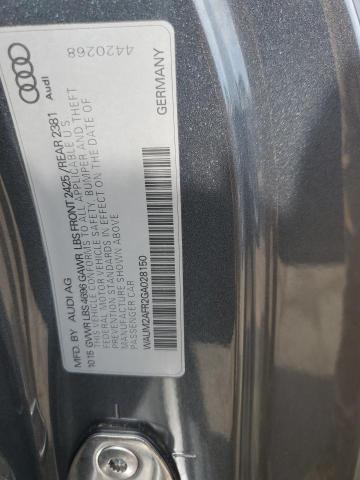 MFD. BY AUDI AG
10 15 GVWR LBS 4696 GAWR LBS FRONT 2425 / REAR 2381
THIS VEHICLE CONFORMS TO ALL APPLICABLE U.S.
FEDERAL MOTOR VEHICLE SAFETY, BUMPER, AND THEFT
PREVENTION STANDARDS IN EFFECT ON THE DATE OF
MANUFACTURE SHOWN ABOVE
WAUM2AFR2GA028150
GERMANY
Audi
4420268